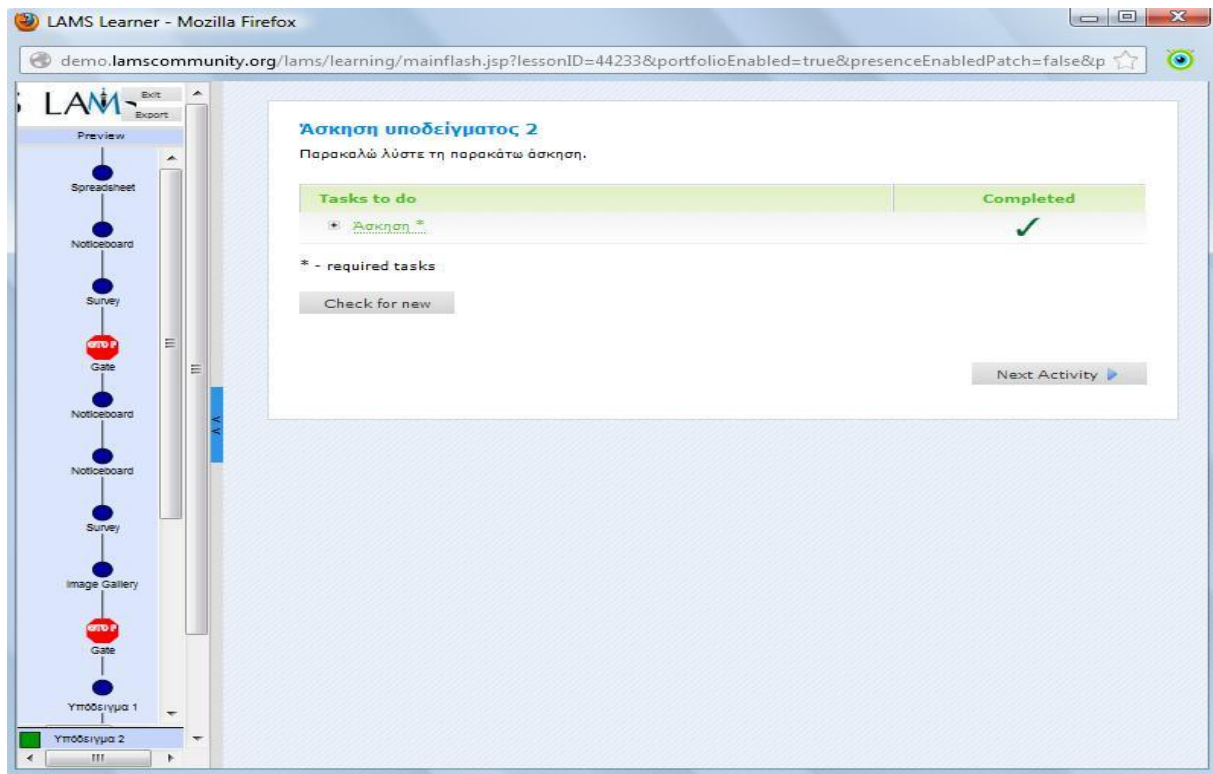 LAMS Learner - Mozilla Firefox
demo.lamscommunity.org/lams/learning/mainflash.jsp?lessonID=44233&portfolioEnabled=true&presenceEnabledPatch=false&p
S LAMS
Exit
Export
Preview
Spreadsheet
Noticeboard
Survey
STOP
Gate
Noticeboard
Noticeboard
Survey
Image Gallery
STOP
Gate
Υπόδειγμα 1
Υπόδειγμα 2
Άσκηση υποδείγματος 2
Παρακαλώ λύστε τη παρακάτω άσκηση.
Tasks to do Completed
Άσκηση *
* - required tasks
Check for new
Next Activity